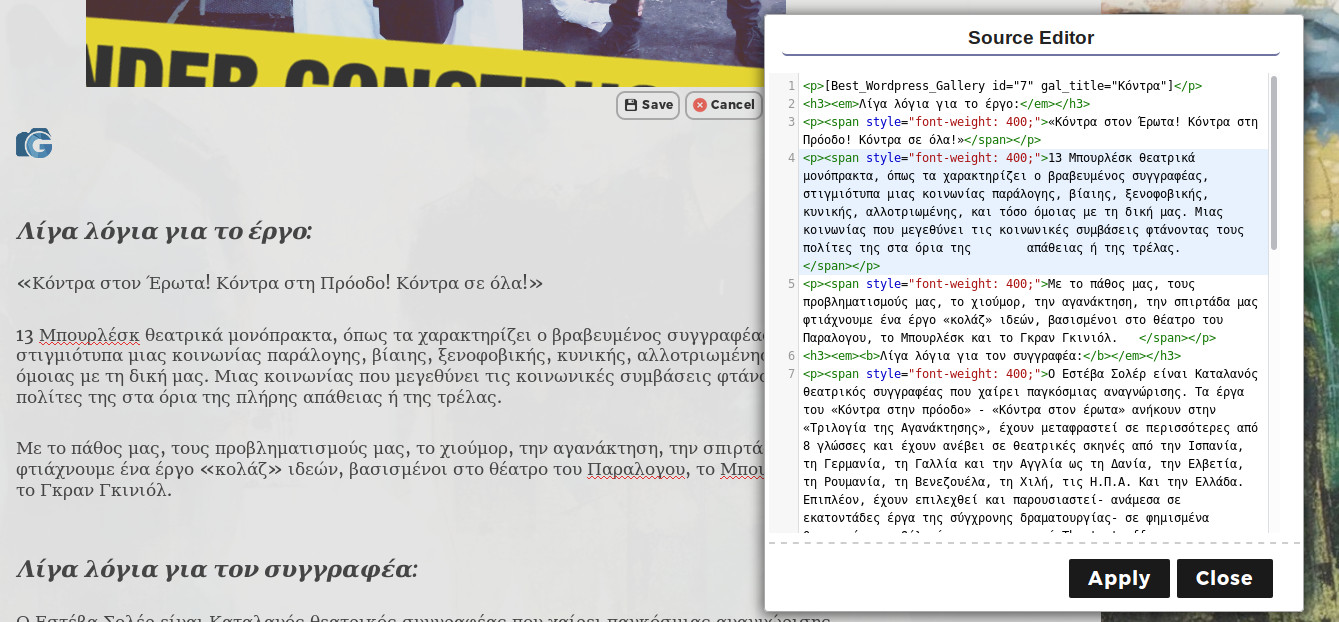 NDER CONSTRUC
Save
Cancel
G
Λίγα λόγια για το έργο:
«Κόντρα στον Έρωτα! Κόντρα στη Πρόοδο! Κόντρα σε όλα!»
13 Μπουρλέσκ θεατρικά μονόπρακτα, όπως τα χαρακτηρίζει ο βραβευμένος συγγραφέας
στιγμιότυπα μιας κοινωνίας παράλογης, βίαιης, ξενοφοβικής, κυνικής, αλλοτριωμένης
όμοιας με τη δική μας. Μιας κοινωνίας που μεγεθύνει τις κοινωνικές συμβάσεις φτάνο
πολίτες της στα όρια της πλήρης απάθειας ή της τρέλας.
Με το πάθος μας, τους προβληματισμούς μας, το χιούμορ, την αγανάκτηση, την σπιρτά
φτιάχνουμε ένα έργο «κολάζ» ιδεών, βασισμένοι στο θέατρο του Παραλογου, το Μπου
το Γκραν Γκινιόλ.
Λίγα λόγια για τον συγγραφέα:
Ο Εστέβα Σολέρ είναι Καταλανός θεατρικός συγγραφέας που χαίρει παγκόσμιας αναγνώρισης
Source Editor
1 <p>[Best_Wordpress_Gallery id="7" gal_title="Κόντρα"]</p>
2 <h3><em>Λίγα λόγια για το έργο:</em></h3>
3 <p><span style="font-weight: 400;">«Κόντρα στον Έρωτα! Κόντρα στη
Πρόοδο! Κόντρα σε όλα!»</span></p>
4 <p><span style="font-weight: 400;">13 Μπουρλέσκ θεατρικά
μονόπρακτα, όπως τα χαρακτηρίζει ο βραβευμένος συγγραφέας,
στιγμιότυπα μιας κοινωνίας παράλογης, βίαιης, ξενοφοβικής,
κυνικής, αλλοτριωμένης, και τόσο όμοιας με τη δική μας. Μιας
κοινωνίας που μεγεθύνει τις κοινωνικές συμβάσεις φτάνοντας τους
πολίτες της στα όρια της απάθειας ή της τρέλας.
</span></p>
5 <p><span style="font-weight: 400;">Με το πάθος μας, τους
προβληματισμούς μας, το χιούμορ, την αγανάκτηση, την σπιρτάδα μας
φτιάχνουμε ένα έργο «κολάζ» ιδεών, βασισμένοι στο θέατρο του
Παραλογου, το Μπουρλέσκ και το Γκραν Γκινιόλ. </span></p>
6 <h3><em><b>Λίγα λόγια για τον συγγραφέα:</b></em></h3>
7 <p><span style="font-weight: 400;">Ο Εστέβα Σολέρ είναι Καταλανός
θεατρικός συγγραφέας που χαίρει παγκόσμιας αναγνώρισης. Τα έργα
του «Κόντρα στην πρόοδο» - «Κόντρα στον έρωτα» ανήκουν στην
«Τριλογία της Αγανάκτησης», έχουν μεταφραστεί σε περισσότερες από
8 γλώσσες και έχουν ανέβει σε θεατρικές σκηνές από την Ισπανία,
τη Γερμανία, τη Γαλλία και την Αγγλία ως τη Δανία, την Ελβετία,
τη Ρουμανία, τη Βενεζουέλα, τη Χιλή, τις Η.Π.Α. Και την Ελλάδα.
Επιπλέον, έχουν επιλεχθεί και παρουσιαστεί- ανάμεσα σε
εκατοντάδες έργα της σύγχρονης δραματουργίας- σε φημισμένα
Apply
Close